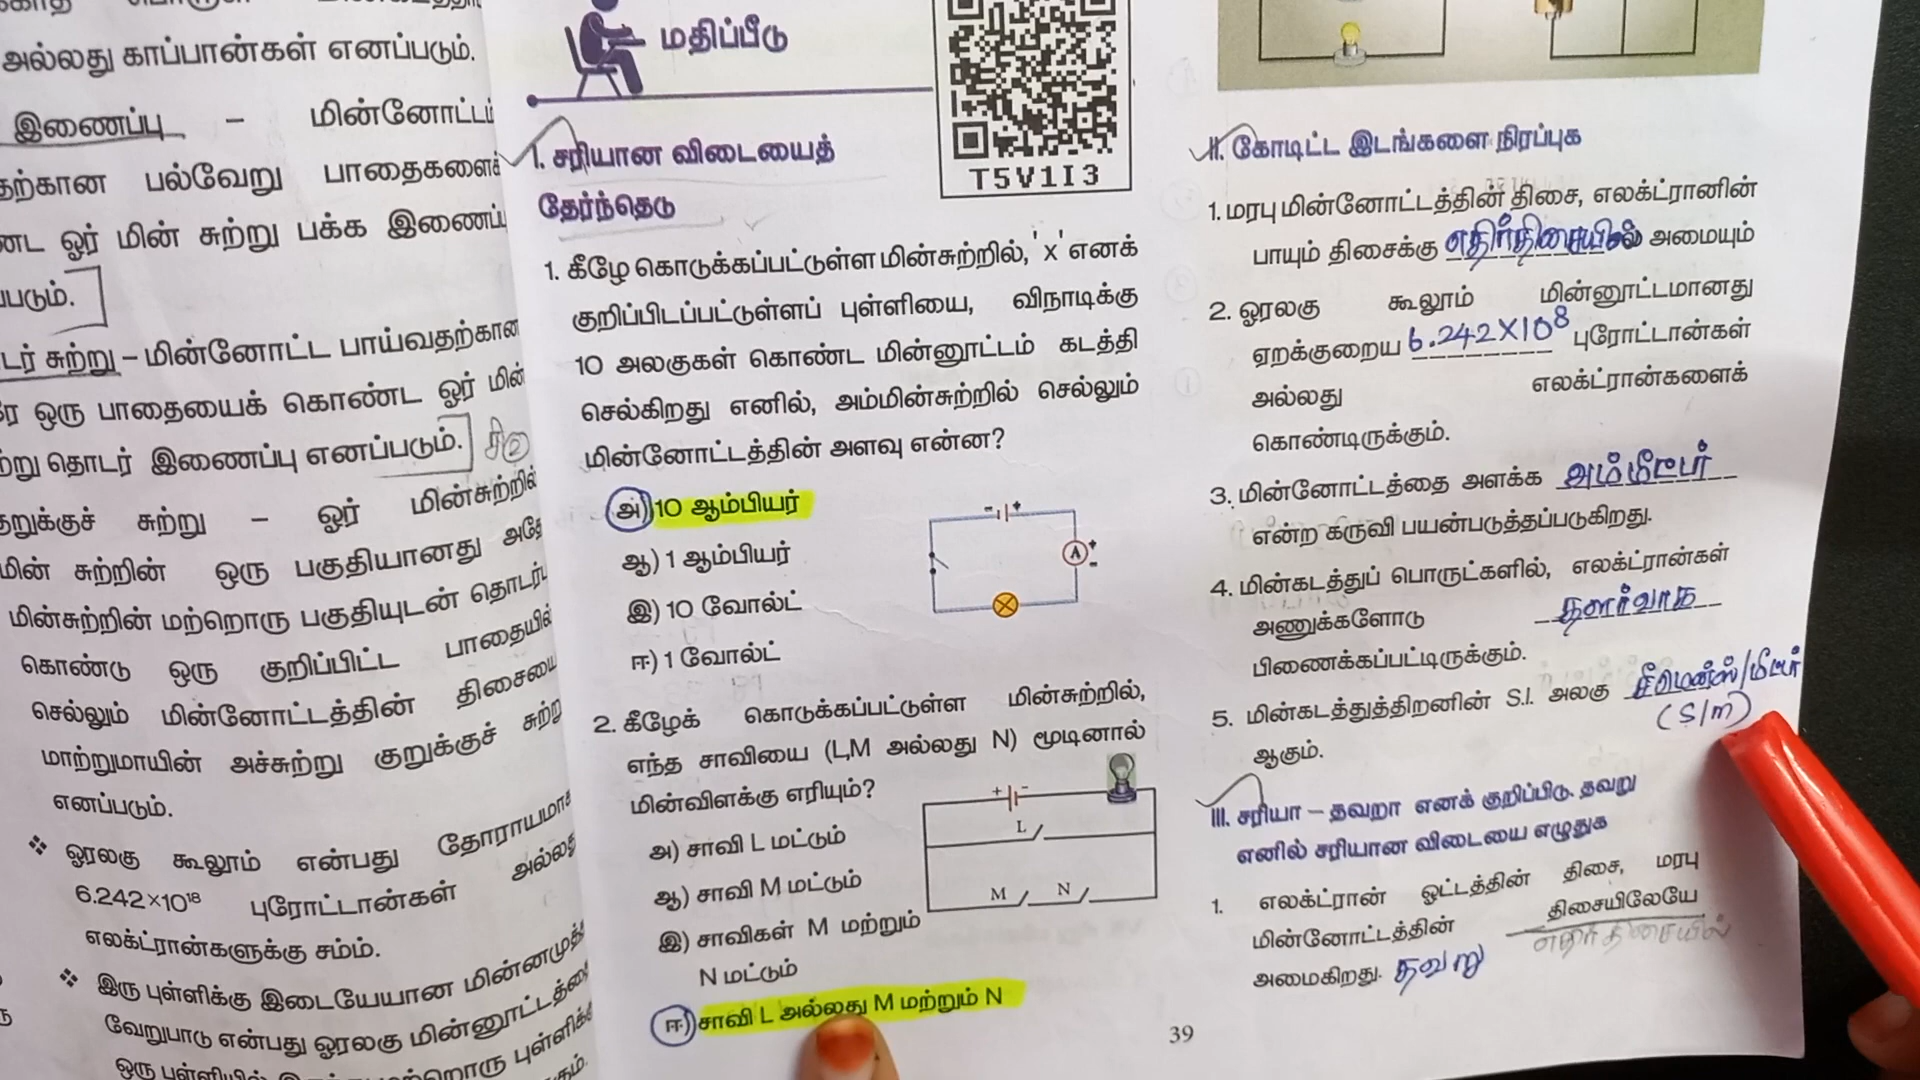 அல்லது காப்பான்கள் எனப்படும்.
இணைப்பு – மின்னோட்டம்
பல்வேறு பாதைகளைக்
ஓர் மின் சுற்று பக்க இணைப்பு
சுற்று – மின்னோட்ட பாய்வதற்கான
ஒரு பாதையைக் கொண்ட ஓர் மின்
தொடர் இணைப்பு எனப்படும்.
சுற்று – ஓர் மின்சுற்றில்
மின் சுற்றின் ஒரு பகுதியானது அதே
மின்சுற்றின் மற்றொரு பகுதியுடன்
கொண்டு ஒரு குறிப்பிட்ட பாதையில்
செல்லும் மின்னோட்டத்தின் திசையை
மாற்றுமாயின் அச்சுற்று குறுக்குச் சுற்று
எனப்படும்.
❖ ஓரலகு கூலூம் என்பது தோராயமாக
6.242×10¹⁸ புரோட்டான்கள் அல்லது
எலக்ட்ரான்களுக்கு சமம்.
❖ இரு புள்ளிக்கு இடையேயான
வேறுபாடு என்பது ஓரலகு மின்னூட்டத்தை
ஒரு புள்ளியில்
மதிப்பீடு
T5V1I3
I. சரியான விடையைத்
தேர்ந்தெடு
1. கீழே கொடுக்கப்பட்டுள்ள மின்சுற்றில், 'x' எனக்
குறிப்பிடப்பட்டுள்ளப் புள்ளியை, விநாடிக்கு
10 அலகுகள் கொண்ட மின்னூட்டம் கடத்தி
செல்கிறது எனில், அம்மின்சுற்றில் செல்லும்
மின்னோட்டத்தின் அளவு என்ன?
அ) 10 ஆம்பியர்
ஆ) 1 ஆம்பியர்
இ) 10 வோல்ட்
ஈ) 1 வோல்ட்
- +
A + -
2. கீழேக் கொடுக்கப்பட்டுள்ள மின்சுற்றில்,
எந்த சாவியை (L,M அல்லது N) மூடினால்
மின்விளக்கு எரியும்?
அ) சாவி L மட்டும்
ஆ) சாவி M மட்டும்
இ) சாவிகள் M மற்றும்
N மட்டும்
ஈ) சாவி L அல்லது M மற்றும் N
+ -
L
M N
39
II. கோடிட்ட இடங்களை நிரப்புக
1. மரபு மின்னோட்டத்தின் திசை, எலக்ட்ரானின்
பாயும் திசைக்கு எதிர்திசையில் அமையும்
2. ஓரலகு கூலூம் மின்னூட்டமானது
ஏறக்குறைய 6.242×10⁸ புரோட்டான்கள்
அல்லது எலக்ட்ரான்களைக்
கொண்டிருக்கும்.
3. மின்னோட்டத்தை அளக்க அம்மீட்டர்
என்ற கருவி பயன்படுத்தப்படுகிறது.
4. மின்கடத்துப் பொருட்களில், எலக்ட்ரான்கள்
அணுக்களோடு தளர்வாக
பிணைக்கப்பட்டிருக்கும்.
5. மின்கடத்துத்திறனின் S.I. அலகு சீமென்ஸ்/மீட்டர்
(S/m)
ஆகும்.
III. சரியா – தவறா எனக் குறிப்பிடு. தவறு
எனில் சரியான விடையை எழுதுக
1. எலக்ட்ரான் ஓட்டத்தின் திசை, மரபு
மின்னோட்டத்தின் திசையிலேயே
எதிர்திசையில்
அமைகிறது. தவறு